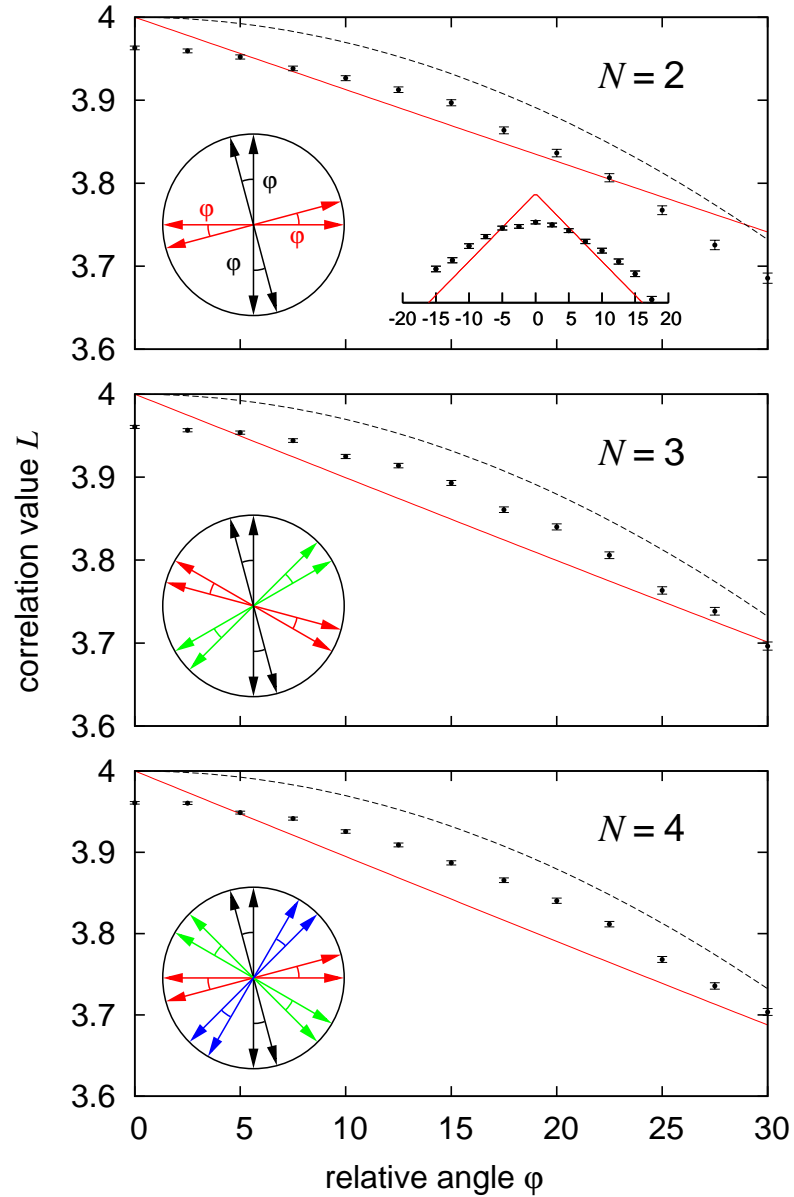 4
3.9
3.8
3.7
3.6
N = 2
φ
φ
φ
φ
-20 -15 -10 -5 0 5 10 15 20
4
3.9
3.8
3.7
3.6
N = 3
correlation value L
4
3.9
3.8
3.7
3.6
N = 4
0 5 10 15 20 25 30
relative angle φ